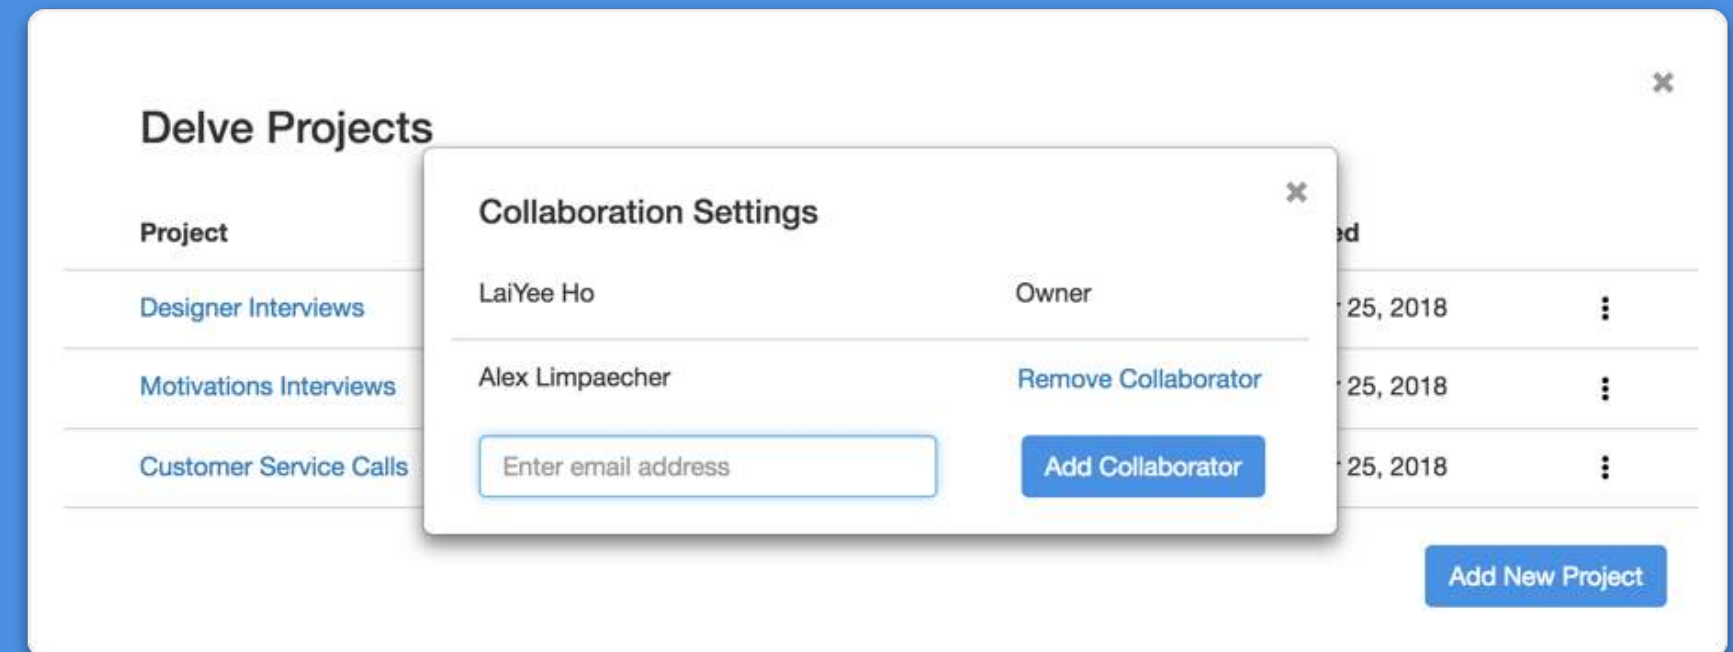 Delve Projects
Collaboration Settings
Project
LaiYee Ho Owner
Designer Interviews 25, 2018
Alex Limpaecher Remove Collaborator
Motivations Interviews 25, 2018
Enter email address Add Collaborator
Customer Service Calls 25, 2018
Add New Project